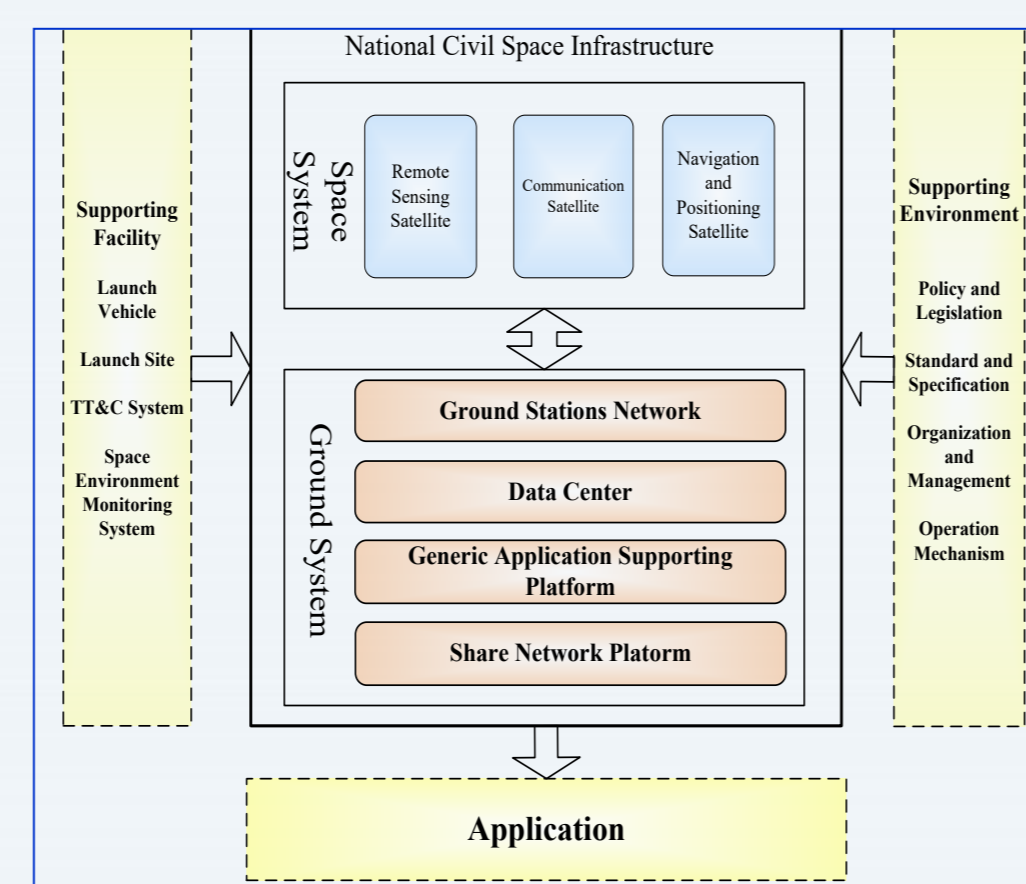 National Civil Space Infrastructure
Supporting
Facility
Launch
Vehicle
Launch Site
TT&C System
Space
Environment
Monitoring
System
Space
System
Remote
Sensing
Satellite
Communication
Satellite
Navigation
and
Positioning
Satellite
Ground System
Ground Stations Network
Data Center
Generic Application Supporting
Platform
Share Network Platorm
Supporting
Environment
Policy and
Legislation
Standard and
Specification
Organization
and
Management
Operation
Mechanism
Application